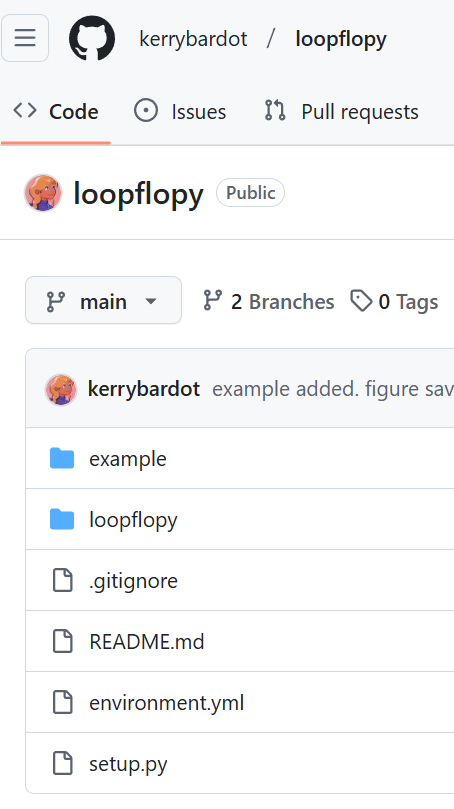 kerrybardot / loopflopy
Code Issues Pull requests
loopflopy Public
main 2 Branches 0 Tags
kerrybardot example added. figure sav
example
loopflopy
.gitignore
README.md
environment.yml
setup.py